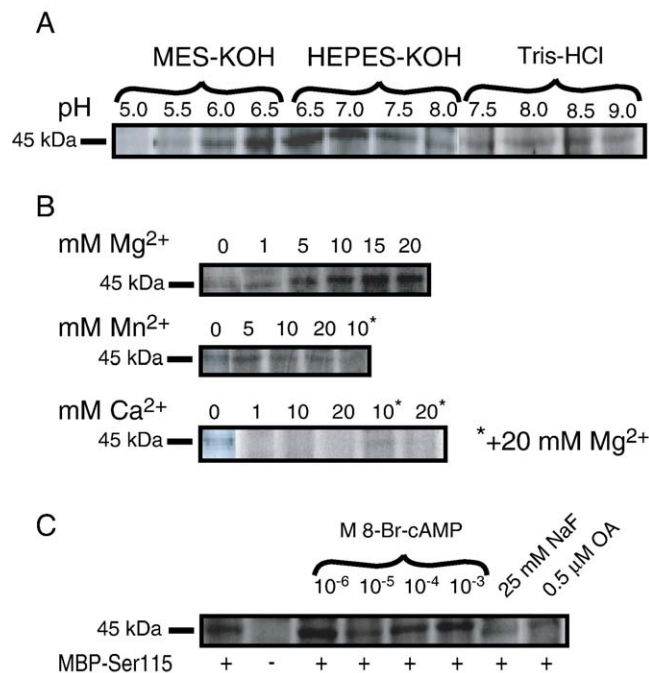 A
MES-KOH HEPES-KOH Tris-HCl
pH 5.0 5.5 6.0 6.5 6.5 7.0 7.5 8.0 7.5 8.0 8.5 9.0
45 kDa
B
mM Mg2+ 0 1 5 10 15 20
45 kDa
mM Mn2+ 0 5 10 20 10*
45 kDa
mM Ca2+ 0 1 10 20 10* 20*
45 kDa
*+20 mM Mg2+
C
M 8-Br-cAMP
10-6 10-5 10-4 10-3 25 mM NaF 0.5 µM OA
45 kDa
MBP-Ser115 + - + + + + + +